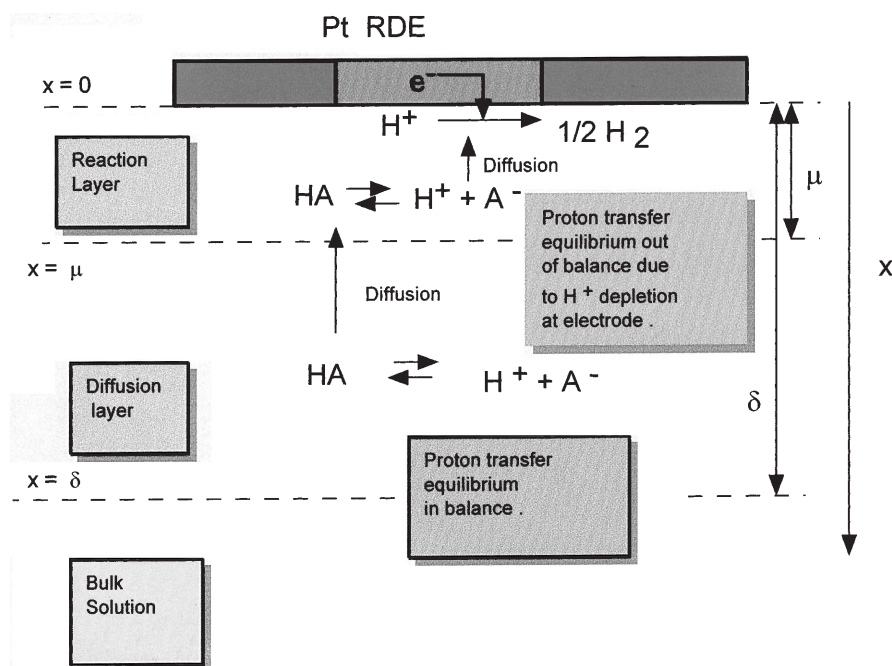 Pt RDE
x = 0
e⁻
H⁺
1/2 H₂
Reaction
Layer
Diffusion
μ
HA
H⁺ + A⁻
Proton transfer
equilibrium out
of balance due
to H⁺ depletion
at electrode .
x = μ
x
Diffusion
HA
H⁺ + A⁻
Diffusion
layer
δ
Proton transfer
equilibrium
in balance .
x = δ
Bulk
Solution